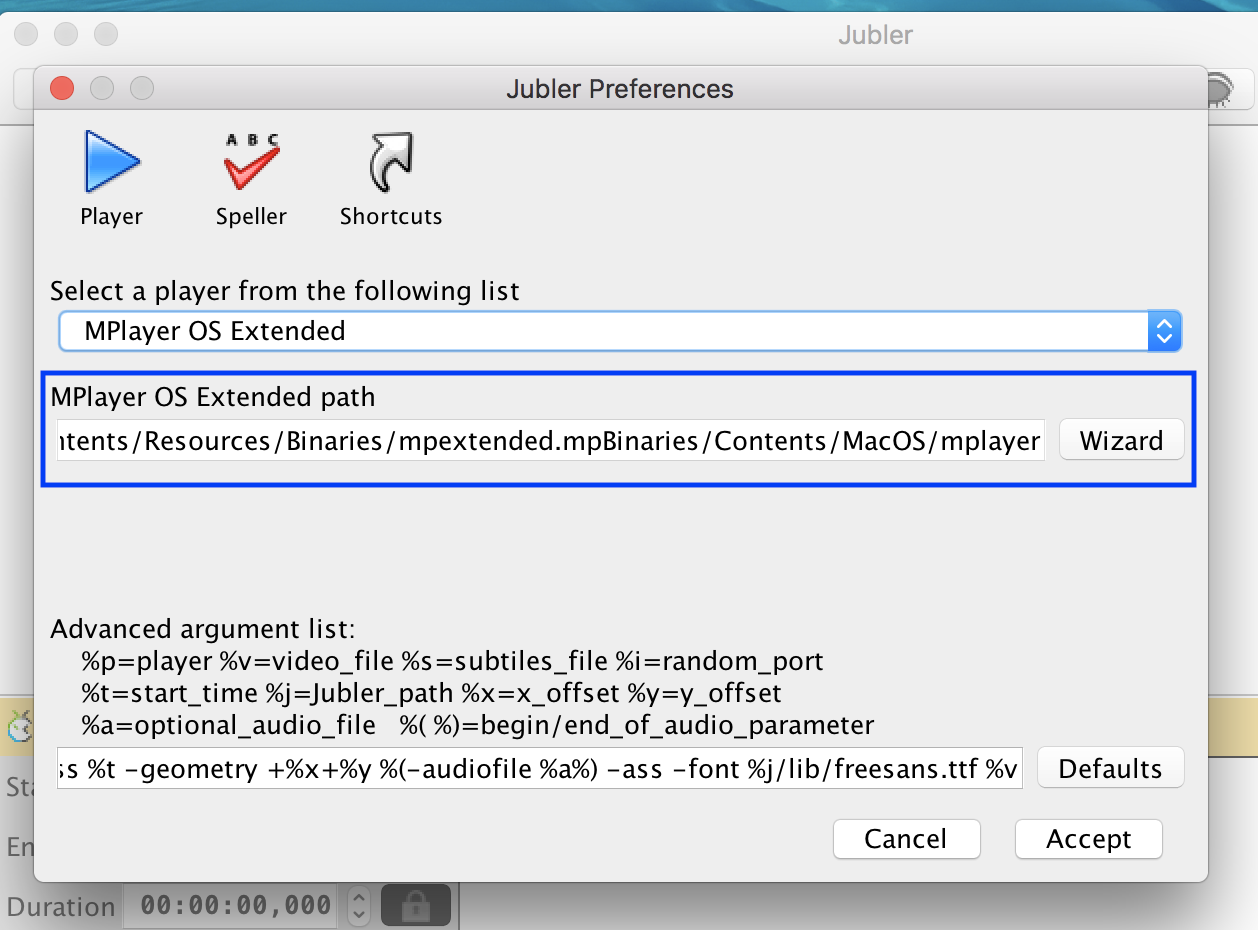 Jubler
Jubler Preferences
A B C
Player Speller Shortcuts
Select a player from the following list
MPlayer OS Extended
MPlayer OS Extended path
ntents/Resources/Binaries/mpextended.mpBinaries/Contents/MacOS/mplayer Wizard
Advanced argument list:
%p=player %v=video_file %s=subtiles_file %i=random_port
%t=start_time %j=Jubler_path %x=x_offset %y=y_offset
%a=optional_audio_file %( %)=begin/end_of_audio_parameter
ss %t -geometry +%x+%y %(-audiofile %a%) -ass -font %j/lib/freesans.ttf %v Defaults
Cancel Accept
Sta
En
Duration 00:00:00,000